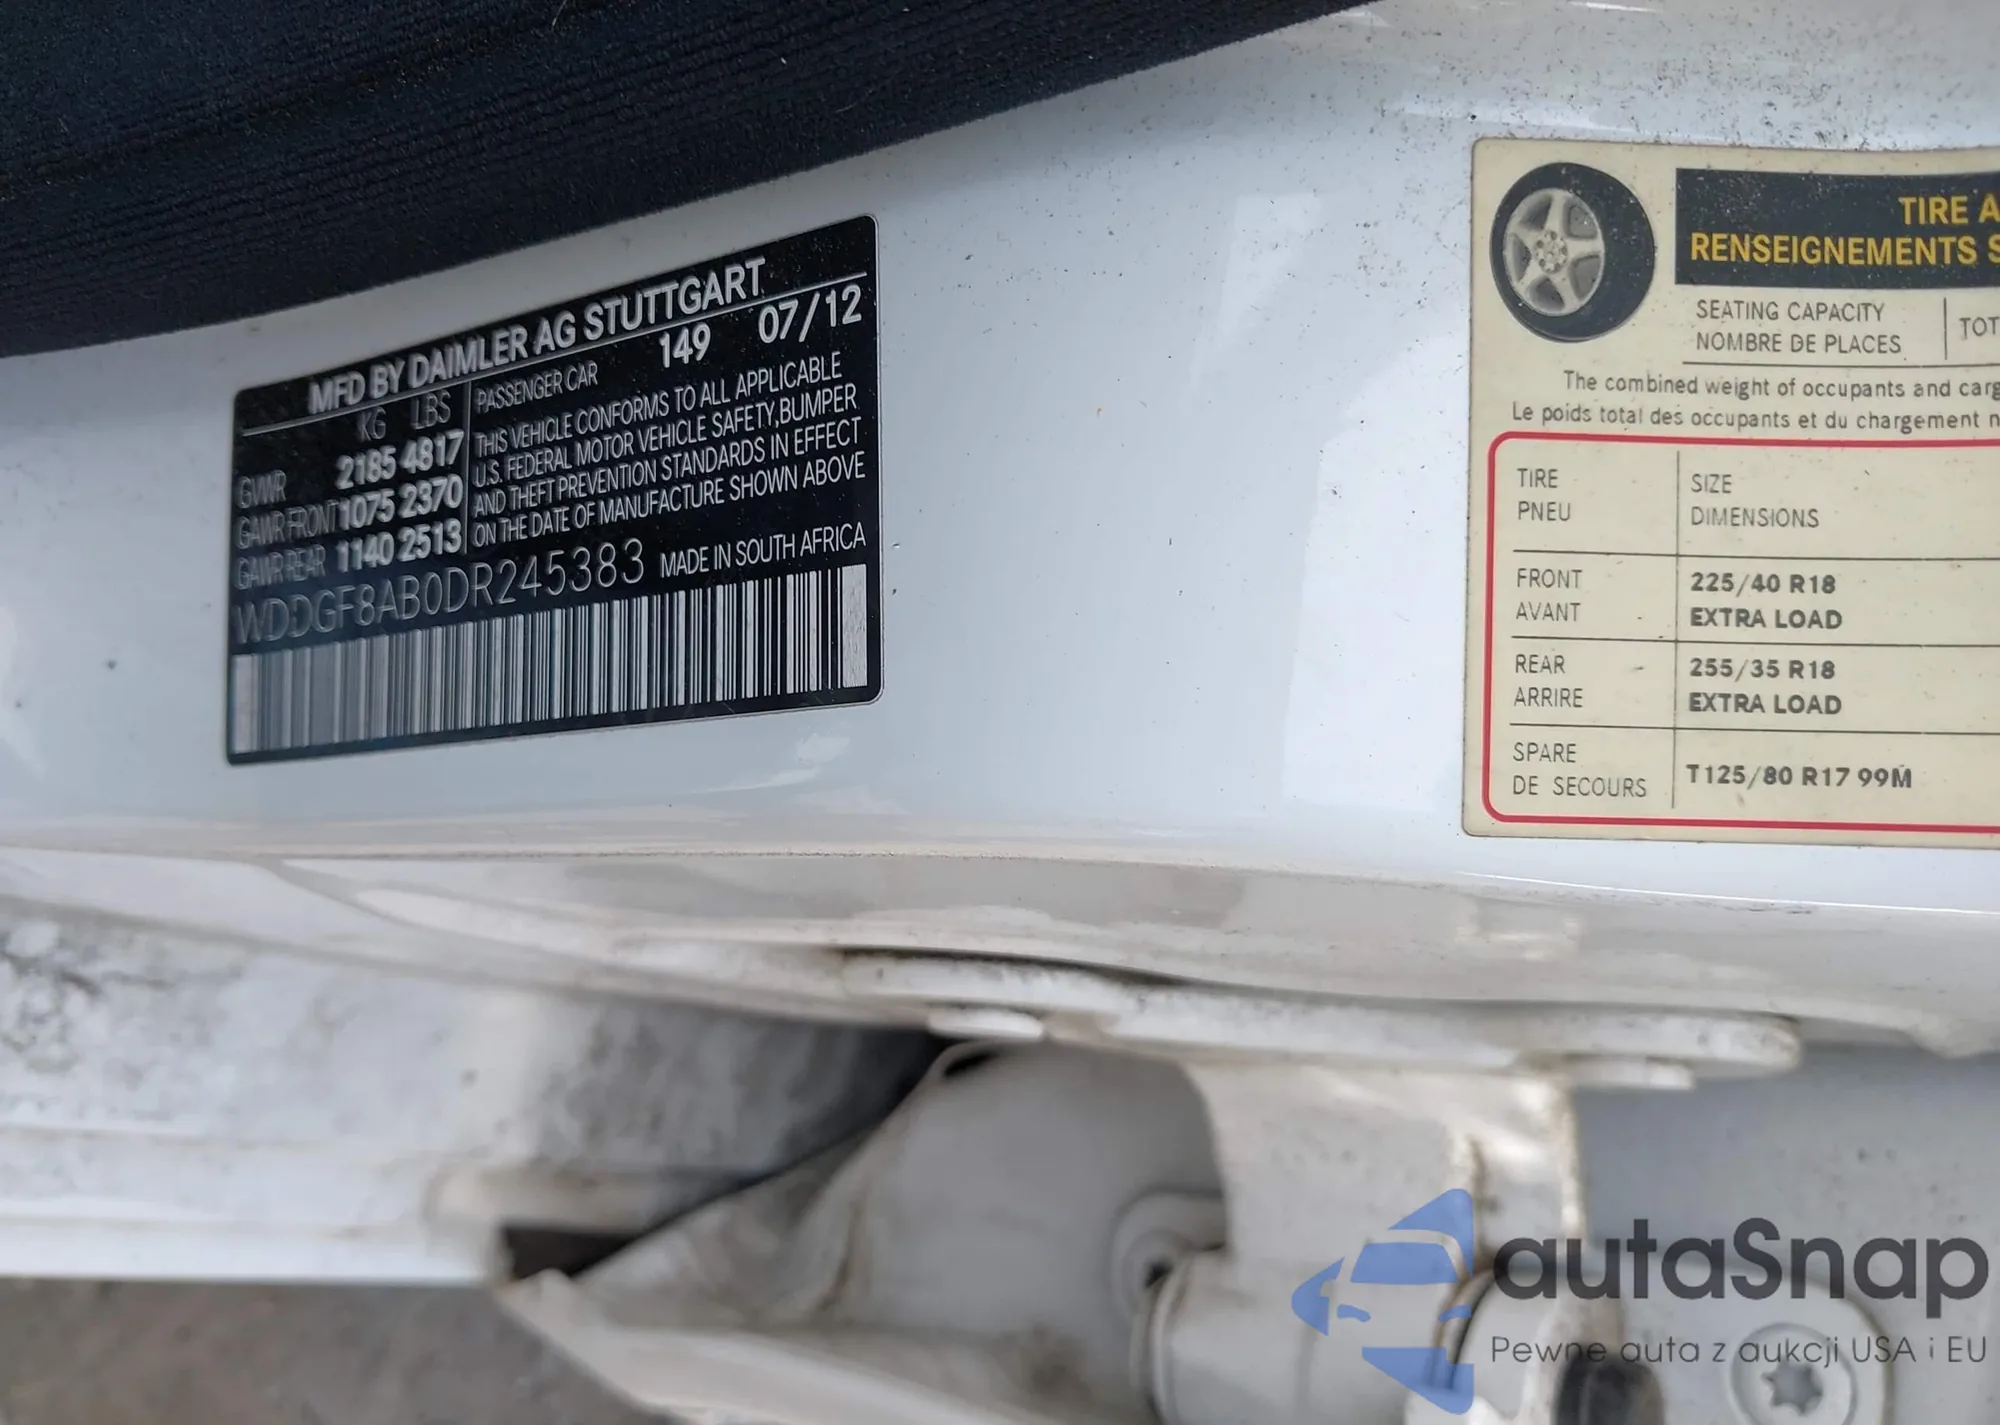 MFD BY DAIMLER AG STUTTGART
KG LBS
GVWR 2185 4817
GAWR FRONT 1075 2370
GAWR REAR 1140 2513
PASSENGER CAR 149 07/12
THIS VEHICLE CONFORMS TO ALL APPLICABLE
U.S. FEDERAL MOTOR VEHICLE SAFETY,BUMPER
AND THEFT PREVENTION STANDARDS IN EFFECT
ON THE DATE OF MANUFACTURE SHOWN ABOVE
WDDGF8AB0DR245383 MADE IN SOUTH AFRICA
TIRE A
RENSEIGNEMENTS S
SEATING CAPACITY
NOMBRE DE PLACES
TOT
The combined weight of occupants and carg
Le poids total des occupants et du chargement n
TIRE SIZE
PNEU DIMENSIONS
FRONT 225/40 R18
AVANT EXTRA LOAD
REAR 255/35 R18
ARRIRE EXTRA LOAD
SPARE
DE SECOURS
T125/80 R17 99M
autaSnap
Pewne auta z aukcji USA i EU